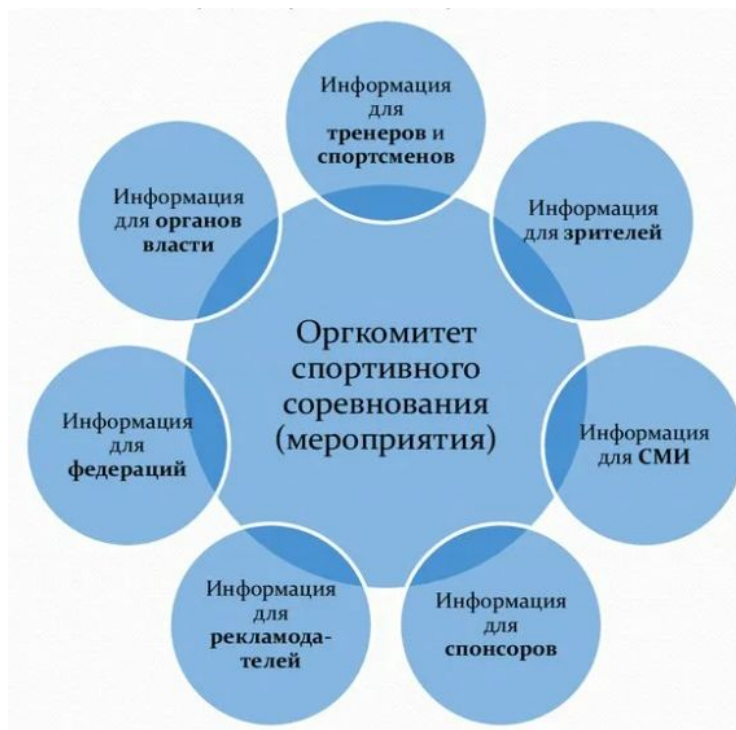 Информация
для
тренеров и
спортсменов
Информация
для органов
власти
Информация
для зрителей
Оргкомитет
спортивного
соревнования
(мероприятия)
Информация
для
федераций
Информация
для СМИ
Информация
для
рекламода-
телей
Информация
для
спонсоров